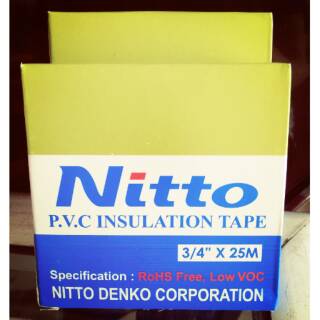 Nitto
P.V.C INSULATION TAPE
3/4" X 25M
Specification : RoHS Free, Low VOC
NITTO DENKO CORPORATION